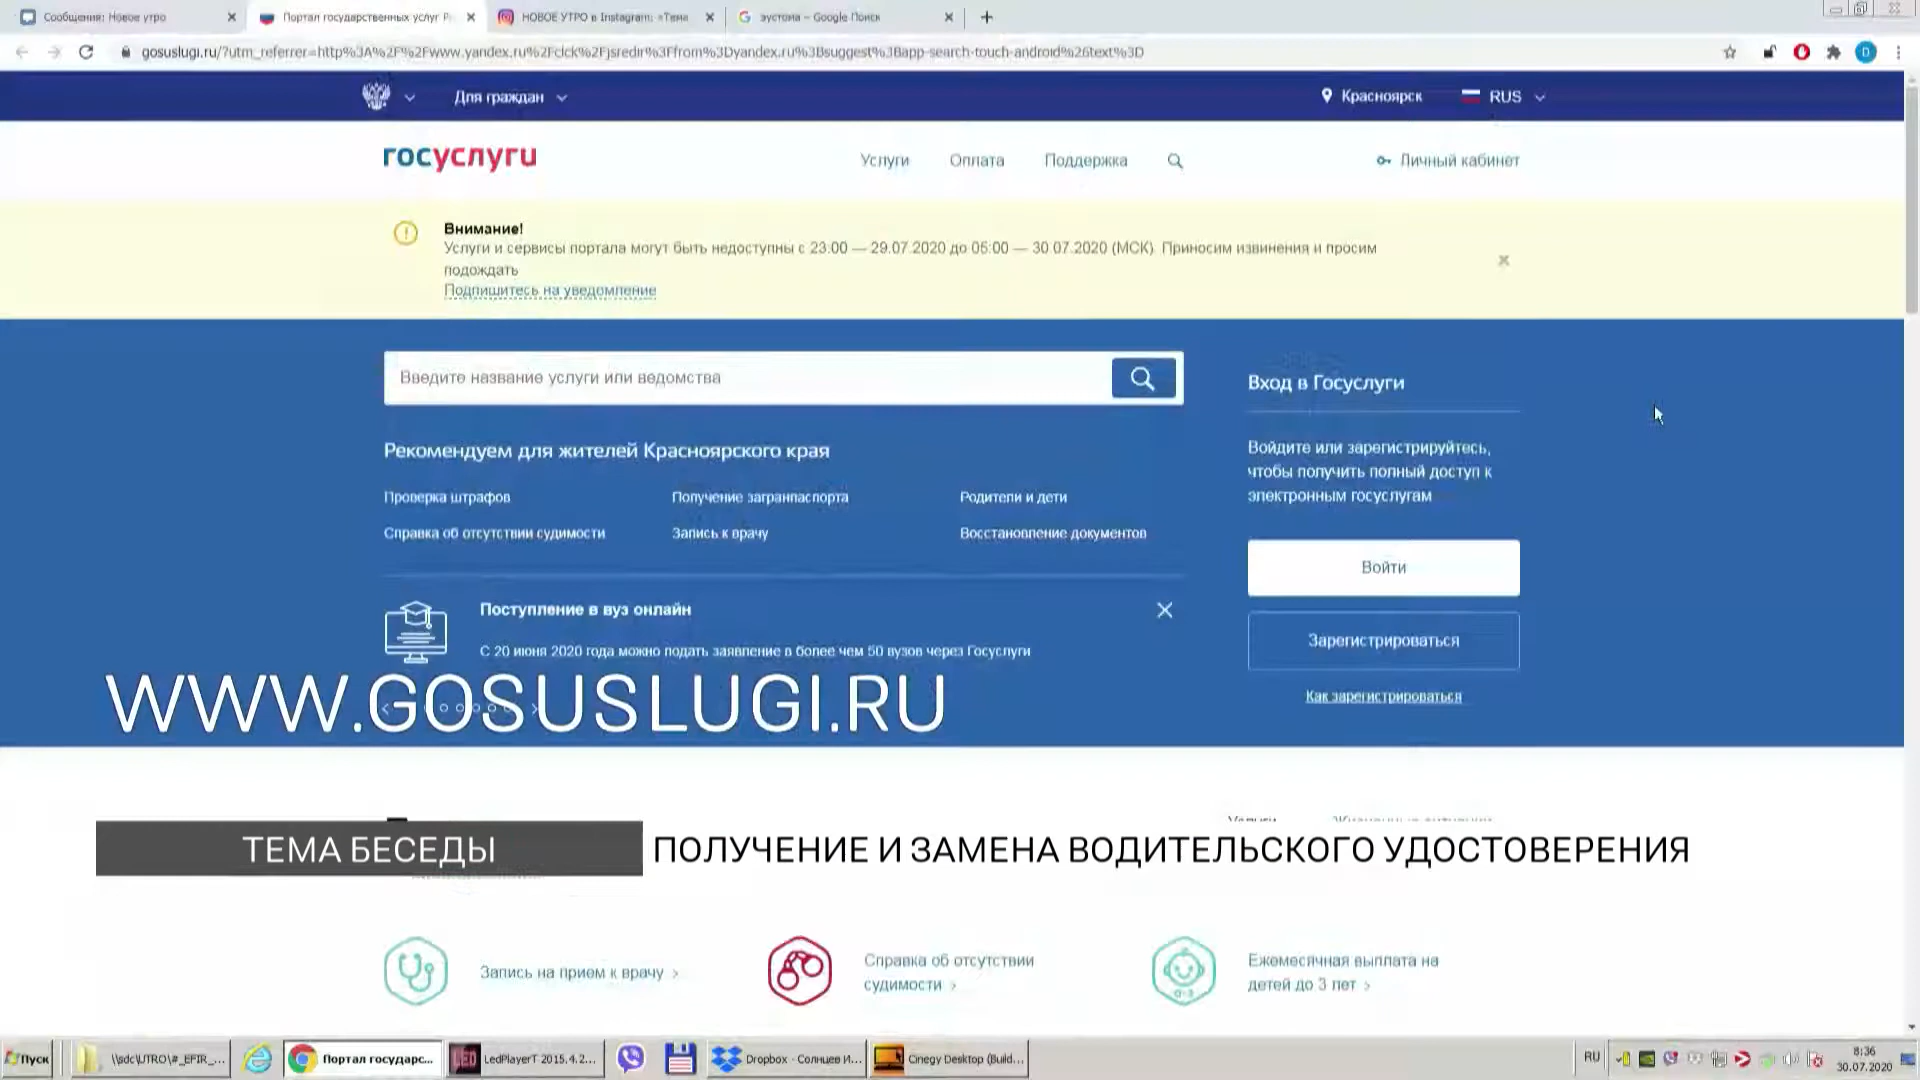 Сообщения: Новое утро
Портал государственных услуг Р
НОВОЕ УТРО в Instagram: «Тема
эустома – Google Поиск
gosuslugi.ru/?utm_referrer=http%3A%2F%2Fwww.yandex.ru%2Fclck%2Fjsredir%3Ffrom%3Dyandex.ru%3Bsuggest%3Bapp-search-touch-android%26text%3D
Для граждан
Красноярск
RUS
госуслуги
Услуги
Оплата
Поддержка
Личный кабинет
Внимание!
Услуги и сервисы портала могут быть недоступны с 23:00 — 29.07.2020 до 05:00 — 30.07.2020 (МСК). Приносим извинения и просим
подождать
Подпишитесь на уведомление
Введите название услуги или ведомства
Рекомендуем для жителей Красноярского края
Проверка штрафов
Получение загранпаспорта
Родители и дети
Справка об отсутствии судимости
Запись к врачу
Восстановление документов
Вход в Госуслуги
Войдите или зарегистрируйтесь,
чтобы получить полный доступ к
электронным госуслугам
Войти
Зарегистрироваться
Как зарегистрироваться
Поступление в вуз онлайн
С 20 июня 2020 года можно подать заявление в более чем 50 вузов через Госуслуги
WWW.GOSUSLUGI.RU
ТЕМА БЕСЕДЫ
ПОЛУЧЕНИЕ И ЗАМЕНА ВОДИТЕЛЬСКОГО УДОСТОВЕРЕНИЯ
Запись на прием к врачу >
Справка об отсутствии
судимости >
0-3
Ежемесячная выплата на
детей до 3 лет >
Пуск
\\sdc\UTRO\#_EFIR_...
Портал государс...
LED
LedPlayerT 2015.4.2...
Dropbox - Солнцев И...
Cinegy Desktop (Build...
RU
8:36
30.07.2020